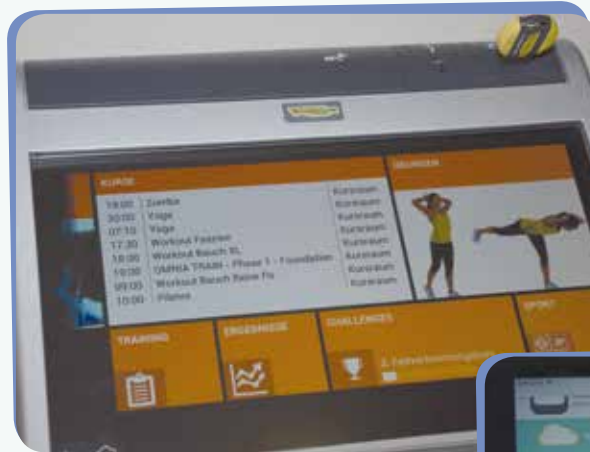 KURSE
19:00 Zumba Kursraum
20:00 Yoga Kursraum
07:10 Yoga Kursraum
17:30 Workout Faszien Kursraum
18:00 Workout Bauch XL Kursraum
19:00 OMNIA TRAIN - Phase 1 - Foundation Kursraum
09:00 Workout Bauch Beine Po Kursraum
10:00 Pilates Kursraum
ÜBUNGEN
TRAINING
ERGEBNISSE
CHALLENGES
SPORT